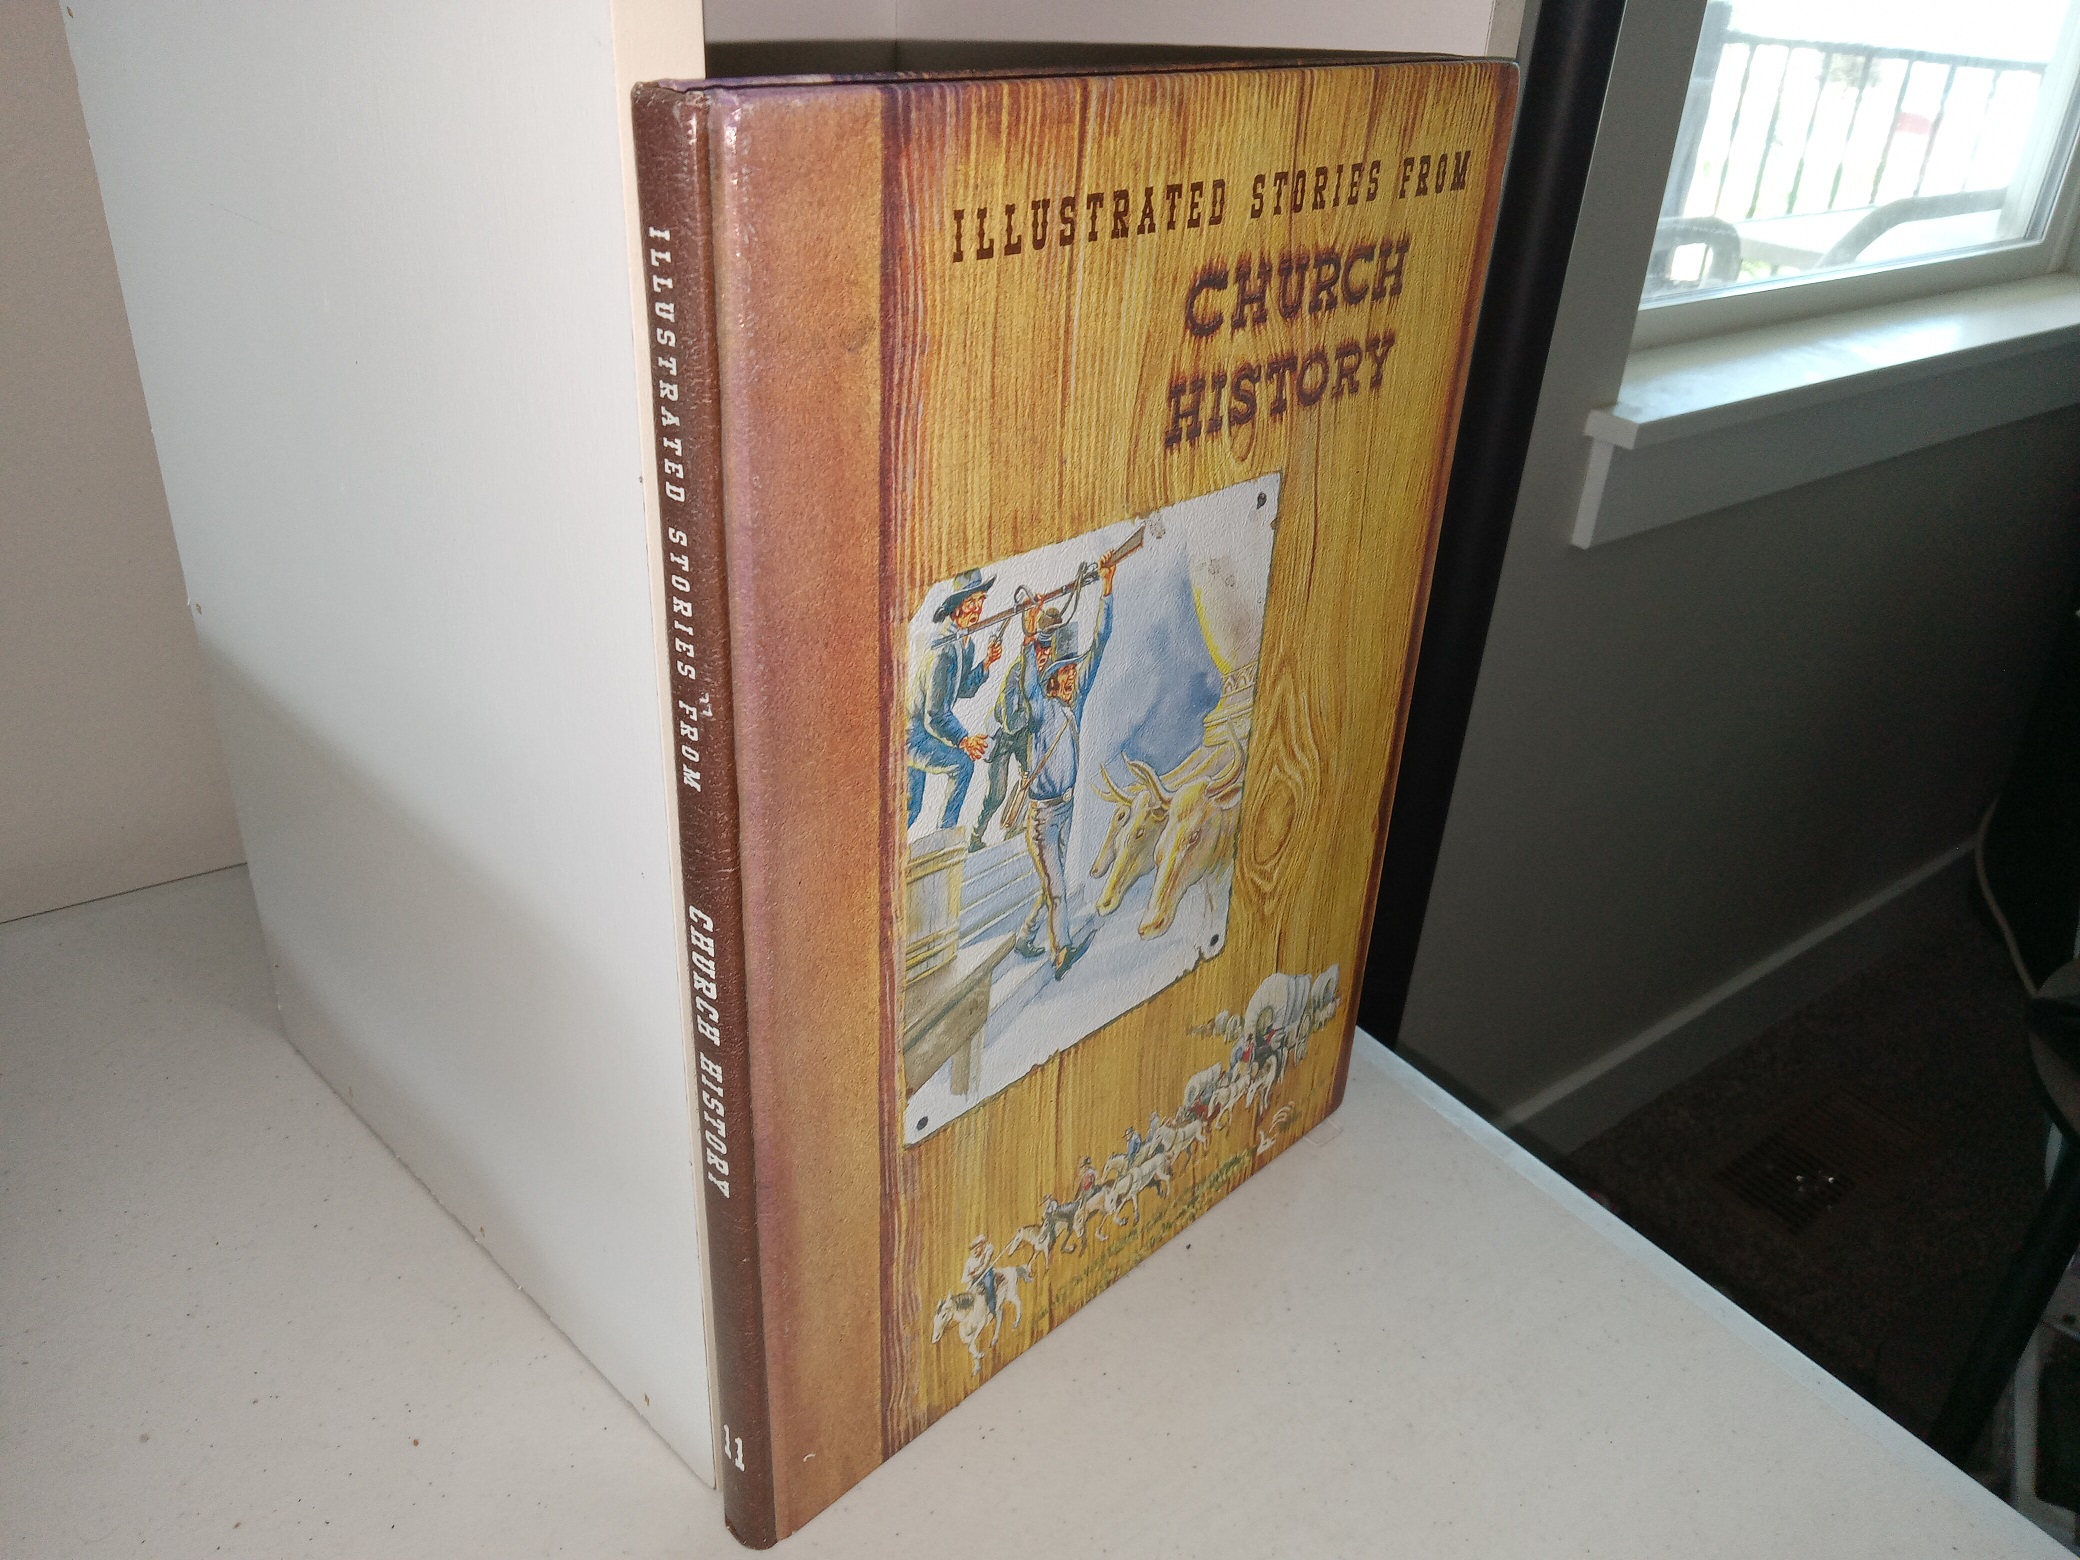 ILLUSTRATED STORIES FROM
CHURCH
HISTORY
ILLUSTRATED STORIES FROM CHURCH HISTORY 11